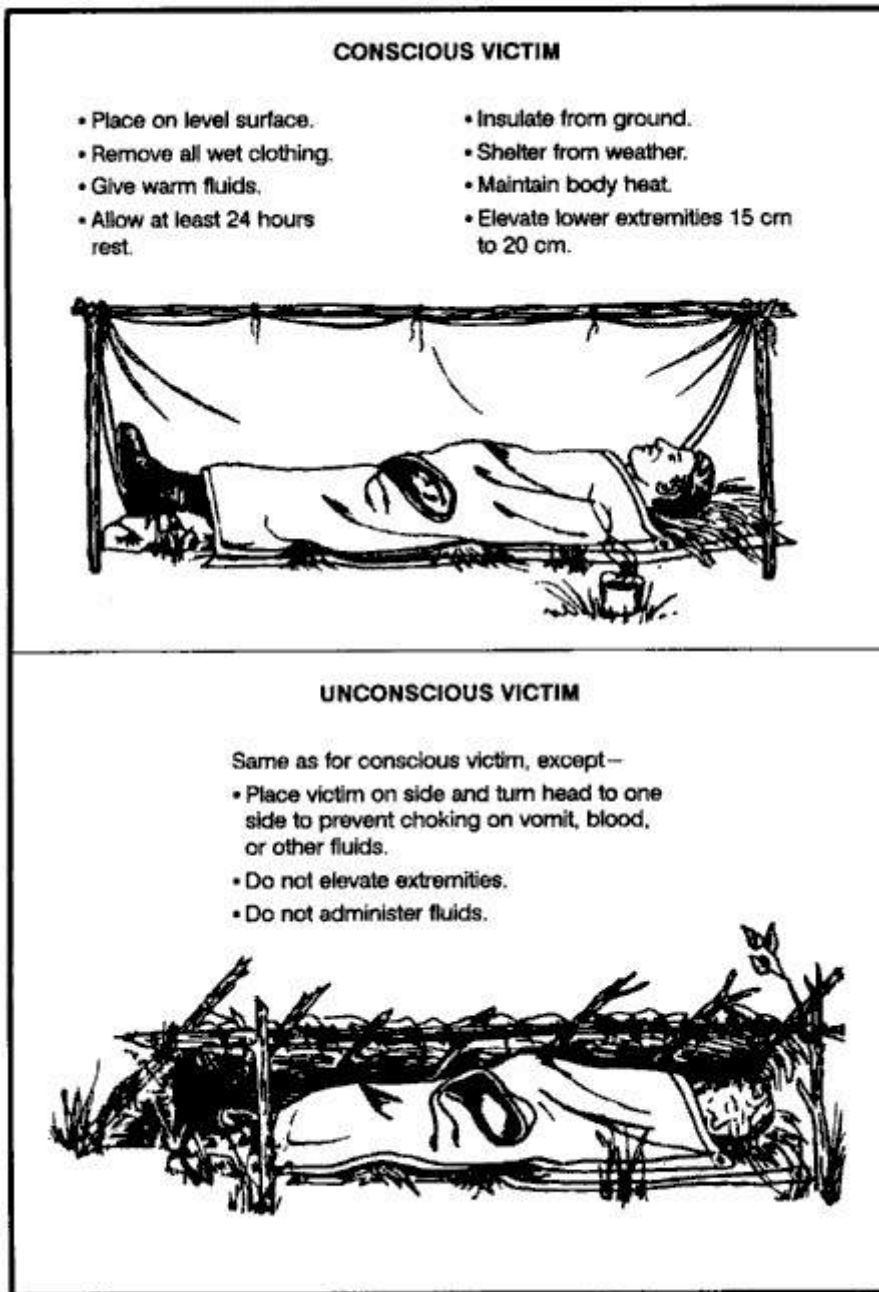 CONSCIOUS VICTIM
• Place on level surface.
• Remove all wet clothing.
• Give warm fluids.
• Allow at least 24 hours
rest.
• Insulate from ground.
• Shelter from weather.
• Maintain body heat.
• Elevate lower extremities 15 cm
to 20 cm.
UNCONSCIOUS VICTIM
Same as for conscious victim, except—
• Place victim on side and turn head to one
side to prevent choking on vomit, blood,
or other fluids.
• Do not elevate extremities.
• Do not administer fluids.